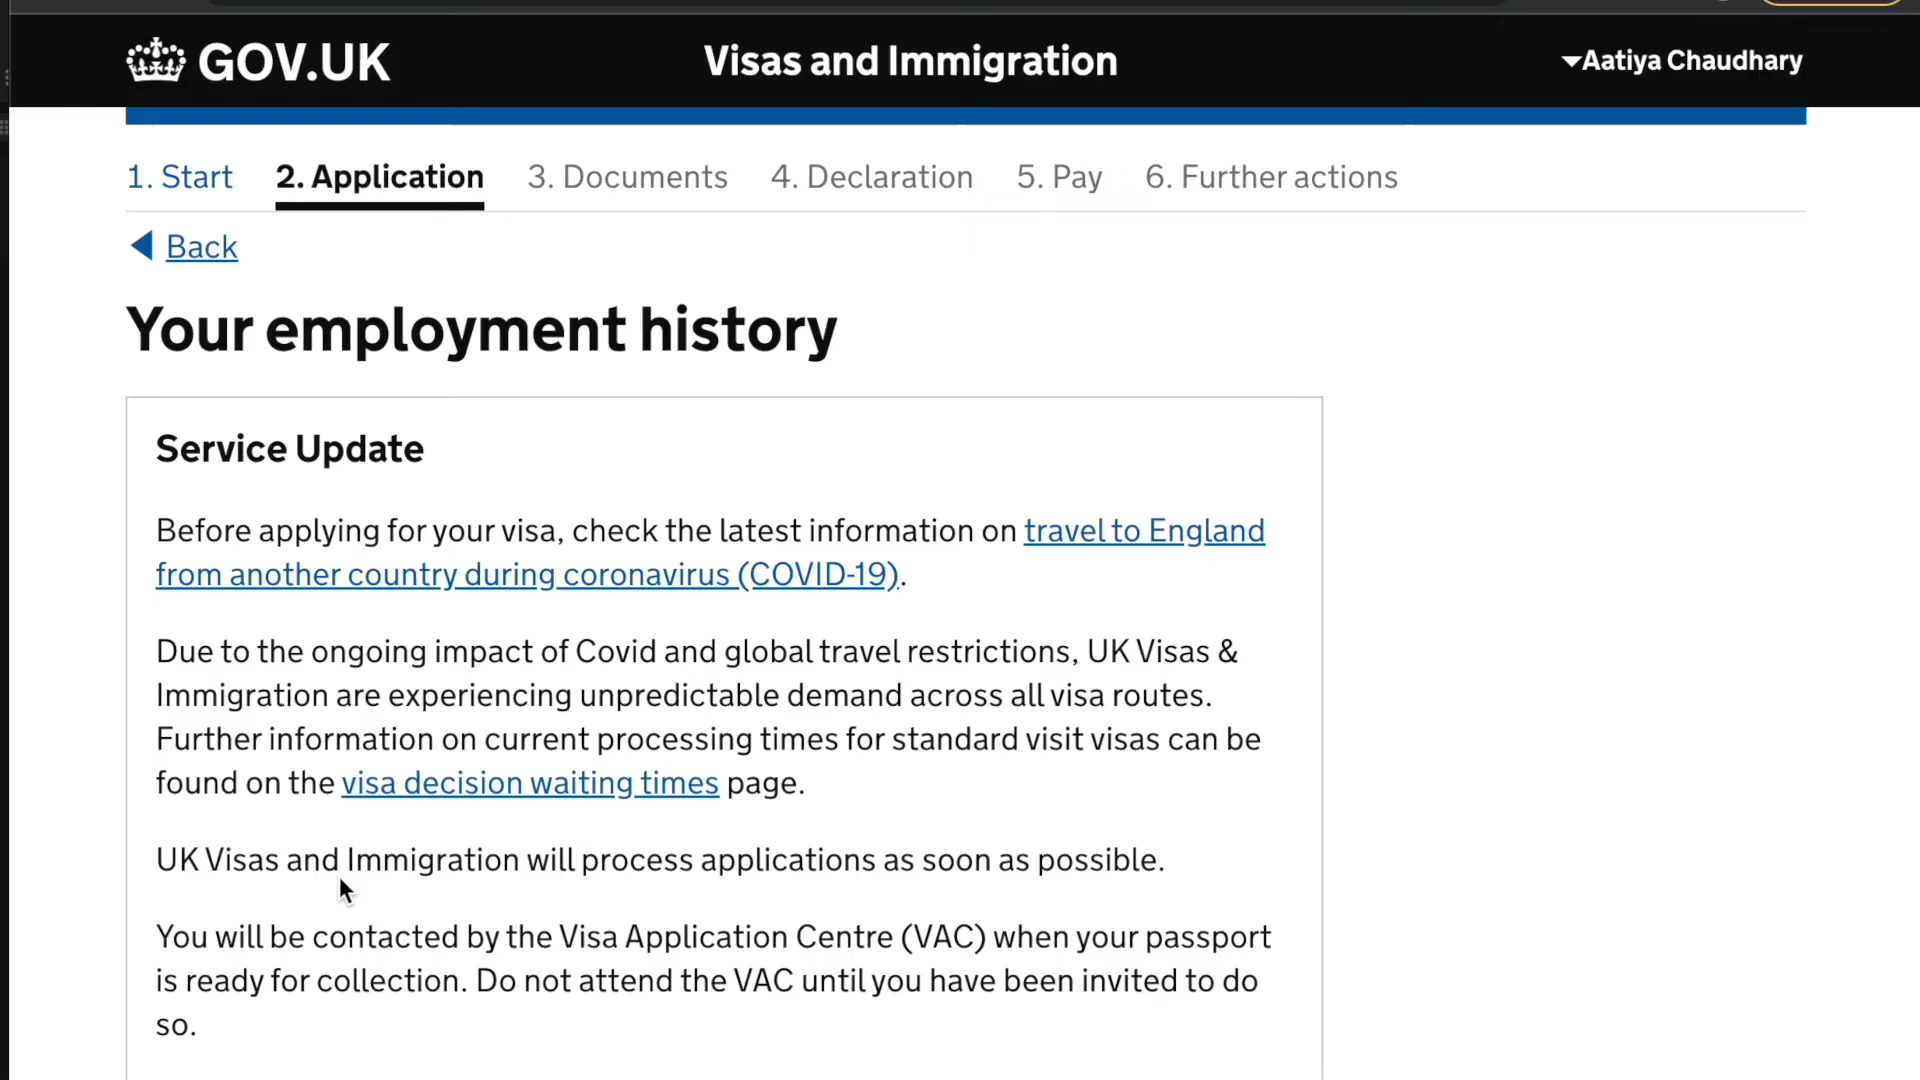 GOV.UK
Visas and Immigration
Aatiya Chaudhary
1. Start
2. Application
3. Documents
4. Declaration
5. Pay
6. Further actions
Back
Your employment history
Service Update
Before applying for your visa, check the latest information on travel to England
from another country during coronavirus (COVID-19).
Due to the ongoing impact of Covid and global travel restrictions, UK Visas &
Immigration are experiencing unpredictable demand across all visa routes.
Further information on current processing times for standard visit visas can be
found on the visa decision waiting times page.
UK Visas and Immigration will process applications as soon as possible.
You will be contacted by the Visa Application Centre (VAC) when your passport
is ready for collection. Do not attend the VAC until you have been invited to do
so.